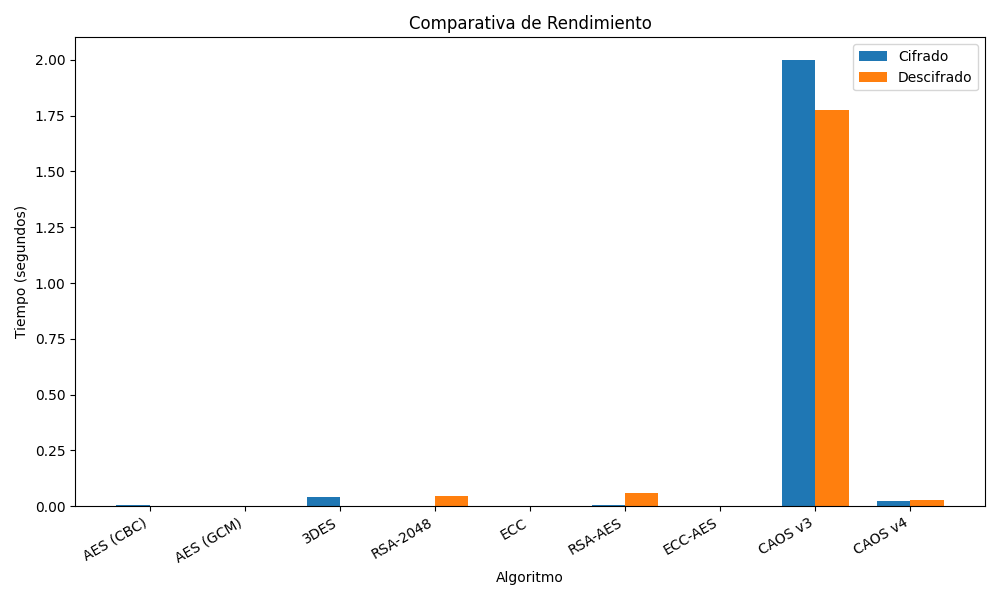 Comparativa de Rendimiento
Cifrado
Descifrado
Tiempo (segundos)
2.00
1.75
1.50
1.25
1.00
0.75
0.50
0.25
0.00
AES (CBC)
AES (GCM)
3DES
RSA-2048
ECC
RSA-AES
ECC-AES
CAOS v3
CAOS v4
Algoritmo